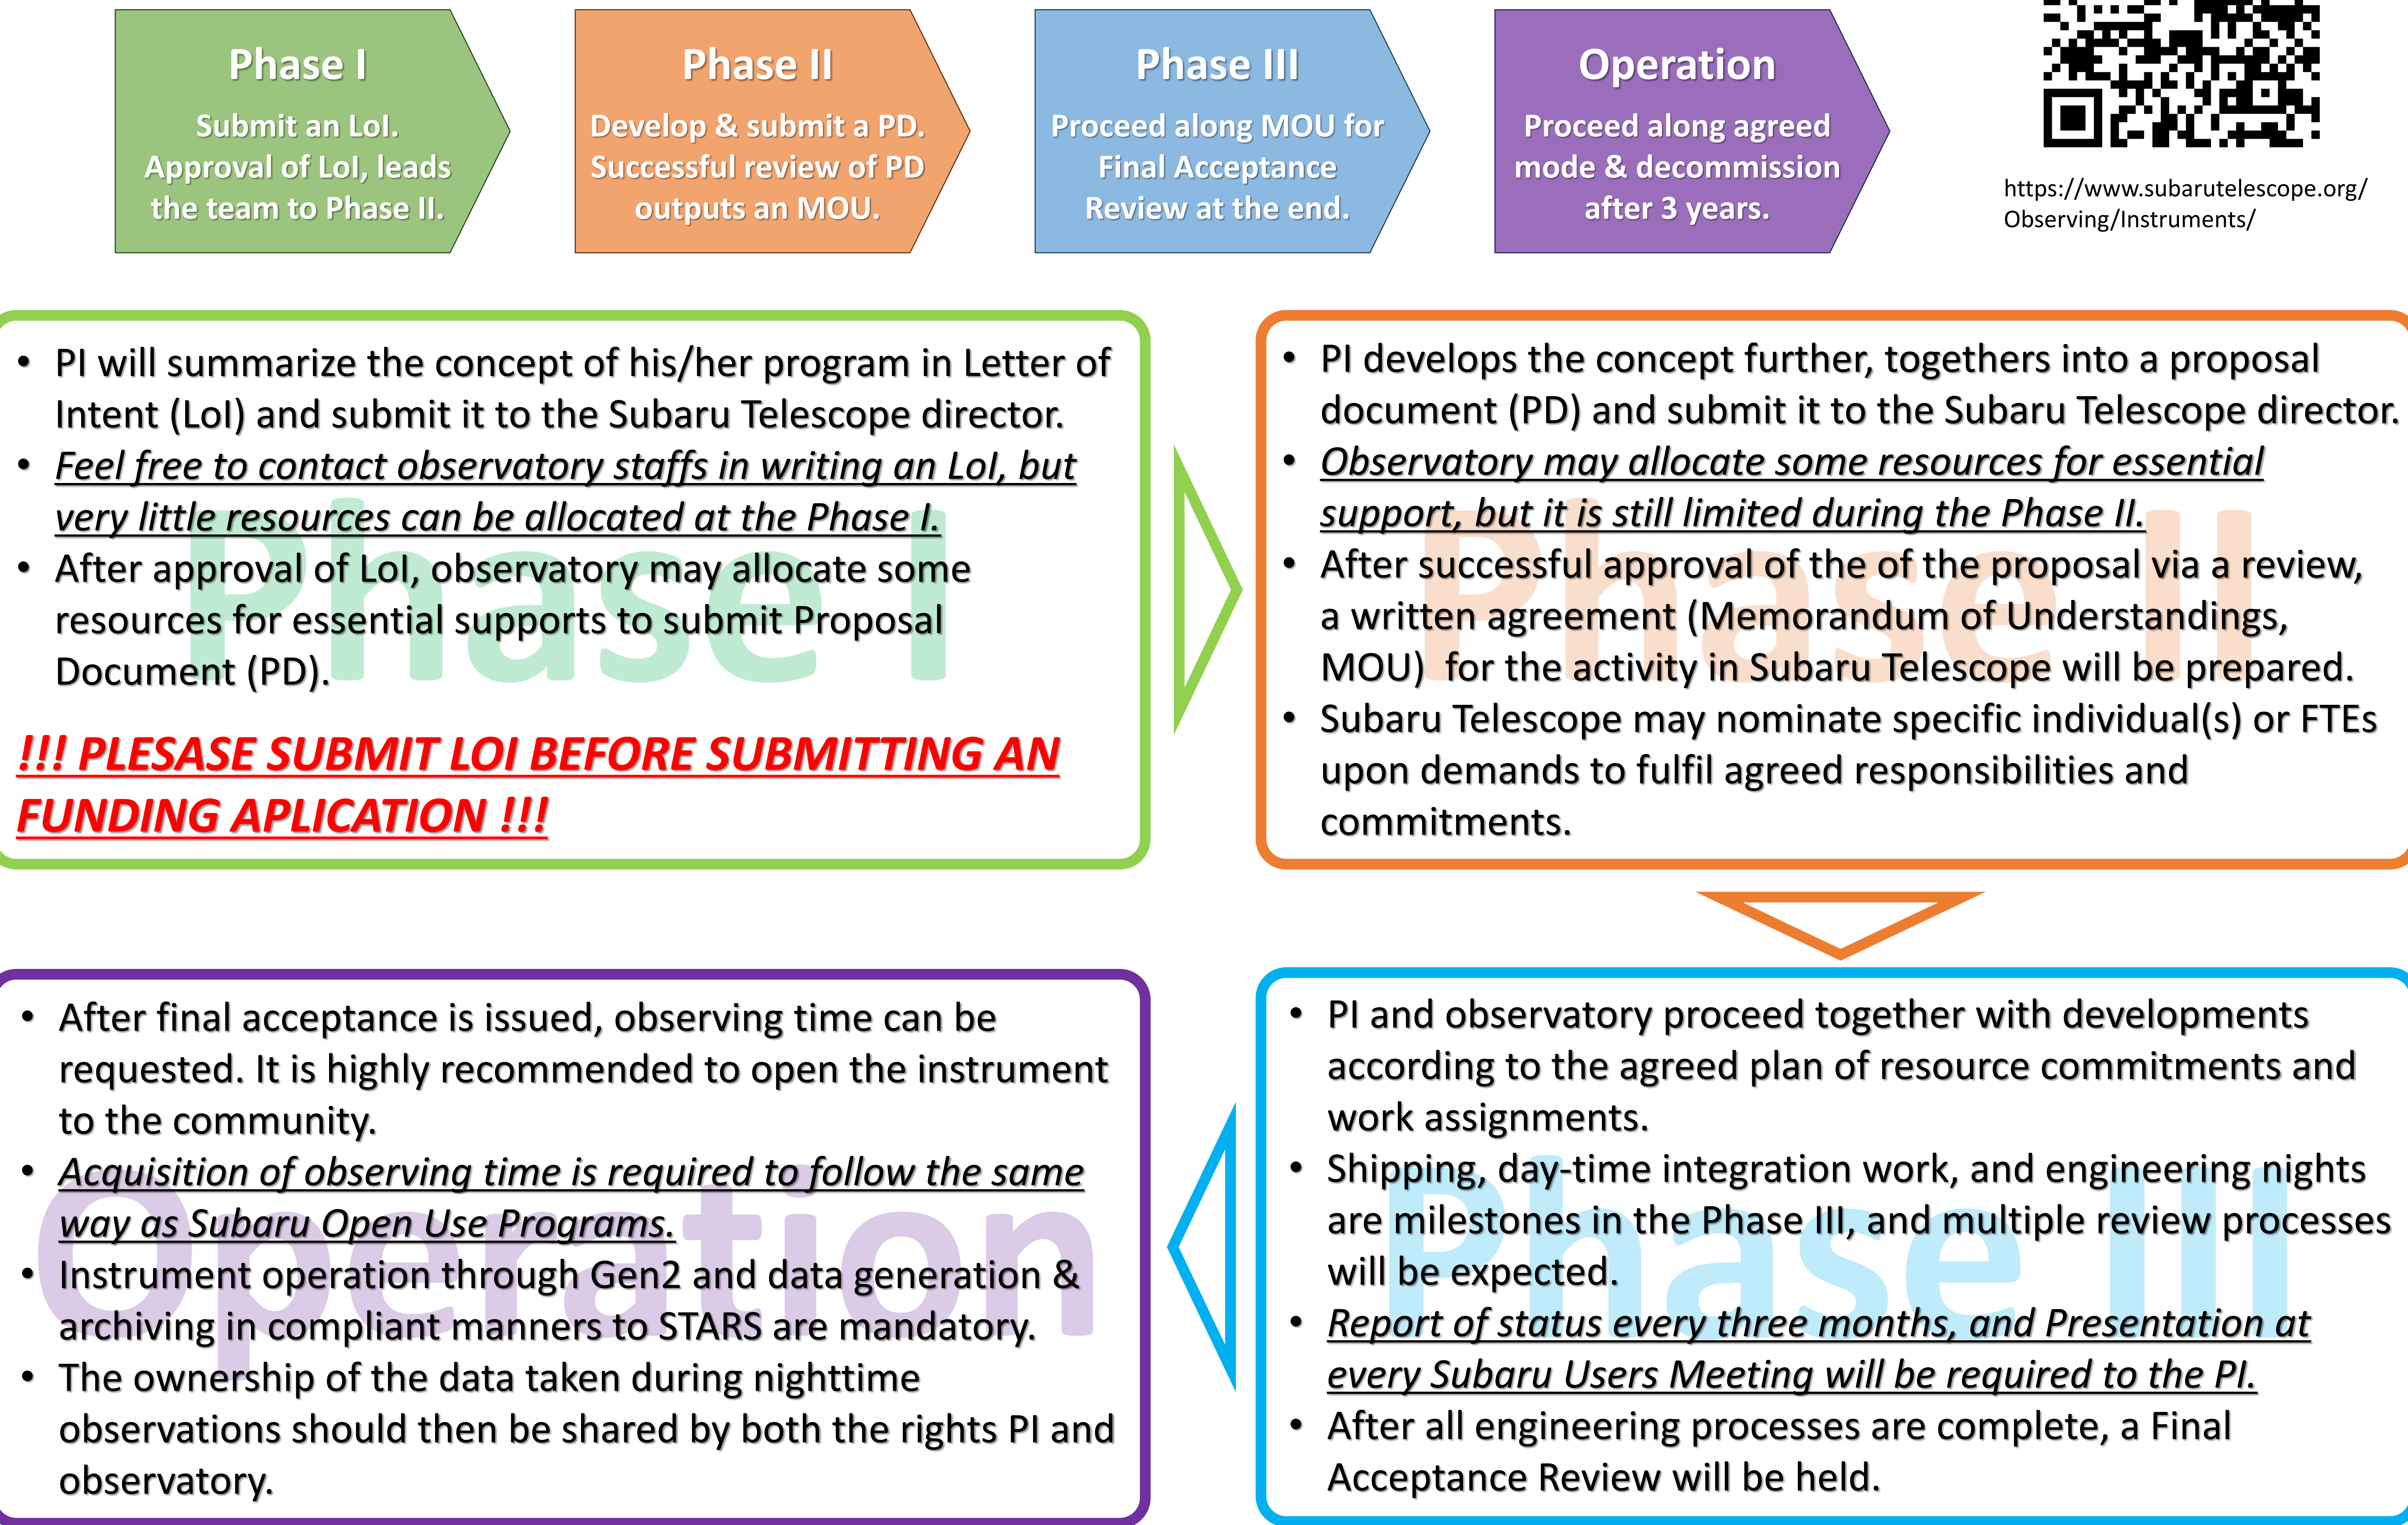 Phase I
Submit an LoI.
Approval of LoI, leads
the team to Phase II.
Phase II
Develop & submit a PD.
Successful review of PD
outputs an MOU.
Phase III
Proceed along MOU for
Final Acceptance
Review at the end.
Operation
Proceed along agreed
mode & decommission
after 3 years.
https://www.subarutelescope.org/
Observing/Instruments/
Phase I
• PI will summarize the concept of his/her program in Letter of
Intent (LoI) and submit it to the Subaru Telescope director.
• Feel free to contact observatory staffs in writing an LoI, but
very little resources can be allocated at the Phase I.
• After approval of LoI, observatory may allocate some
resources for essential supports to submit Proposal
Document (PD).
!!! PLESASE SUBMIT LOI BEFORE SUBMITTING AN
FUNDING APLICATION !!!
Phase II
• PI develops the concept further, togethers into a proposal
document (PD) and submit it to the Subaru Telescope director.
• Observatory may allocate some resources for essential
support, but it is still limited during the Phase II.
• After successful approval of the of the proposal via a review,
a written agreement (Memorandum of Understandings,
MOU)  for the activity in Subaru Telescope will be prepared.
• Subaru Telescope may nominate specific individual(s) or FTEs
upon demands to fulfil agreed responsibilities and
commitments.
Operation
• After final acceptance is issued, observing time can be
requested. It is highly recommended to open the instrument
to the community.
• Acquisition of observing time is required to follow the same
way as Subaru Open Use Programs.
• Instrument operation through Gen2 and data generation &
archiving in compliant manners to STARS are mandatory.
• The ownership of the data taken during nighttime
observations should then be shared by both the rights PI and
observatory.
Phase III
• PI and observatory proceed together with developments
according to the agreed plan of resource commitments and
work assignments.
• Shipping, day-time integration work, and engineering nights
are milestones in the Phase III, and multiple review processes
will be expected.
• Report of status every three months, and Presentation at
every Subaru Users Meeting will be required to the PI.
• After all engineering processes are complete, a Final
Acceptance Review will be held.